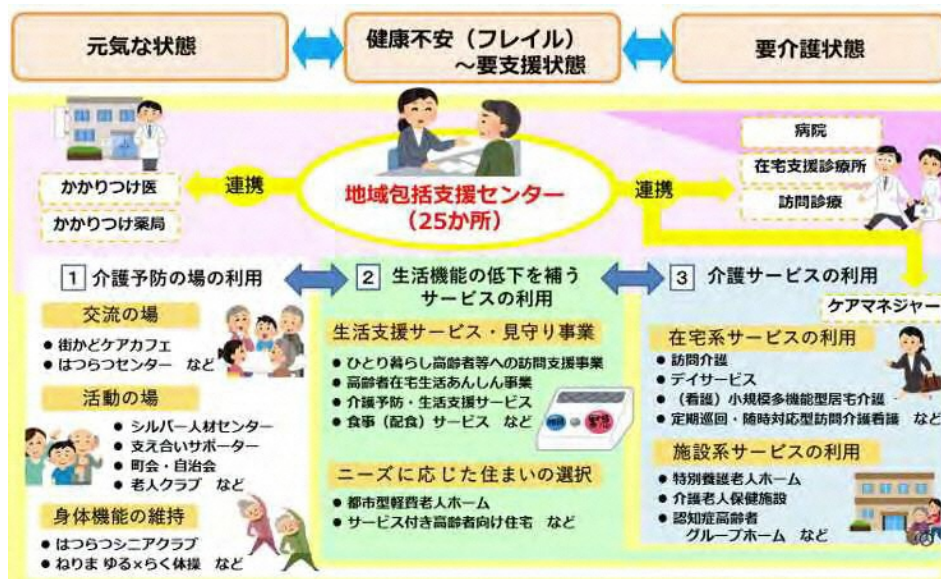 元気な状態
健康不安（フレイル）
～要支援状態
要介護状態
かかりつけ医
かかりつけ薬局
連携
地域包括支援センター
（25か所）
連携
病院
在宅支援診療所
訪問診療
ケアマネジャー
1 介護予防の場の利用
交流の場
● 街かどケアカフェ
● はつらつセンター など
活動の場
● シルバー人材センター
● 支え合いサポーター
● 町会・自治会
● 老人クラブ など
身体機能の維持
● はつらつシニアクラブ
● ねりま ゆる×らく体操 など
2 生活機能の低下を補う
サービスの利用
生活支援サービス・見守り事業
● ひとり暮らし高齢者等への訪問支援事業
● 高齢者在宅生活あんしん事業
● 介護予防・生活支援サービス
● 食事（配食）サービス など
緊急
ニーズに応じた住まいの選択
● 都市型軽費老人ホーム
● サービス付き高齢者向け住宅 など
3 介護サービスの利用
在宅系サービスの利用
● 訪問介護
● デイサービス
● （看護）小規模多機能型居宅介護
● 定期巡回・随時対応型訪問介護看護 など
施設系サービスの利用
● 特別養護老人ホーム
● 介護老人保健施設
● 認知症高齢者
グループホーム など